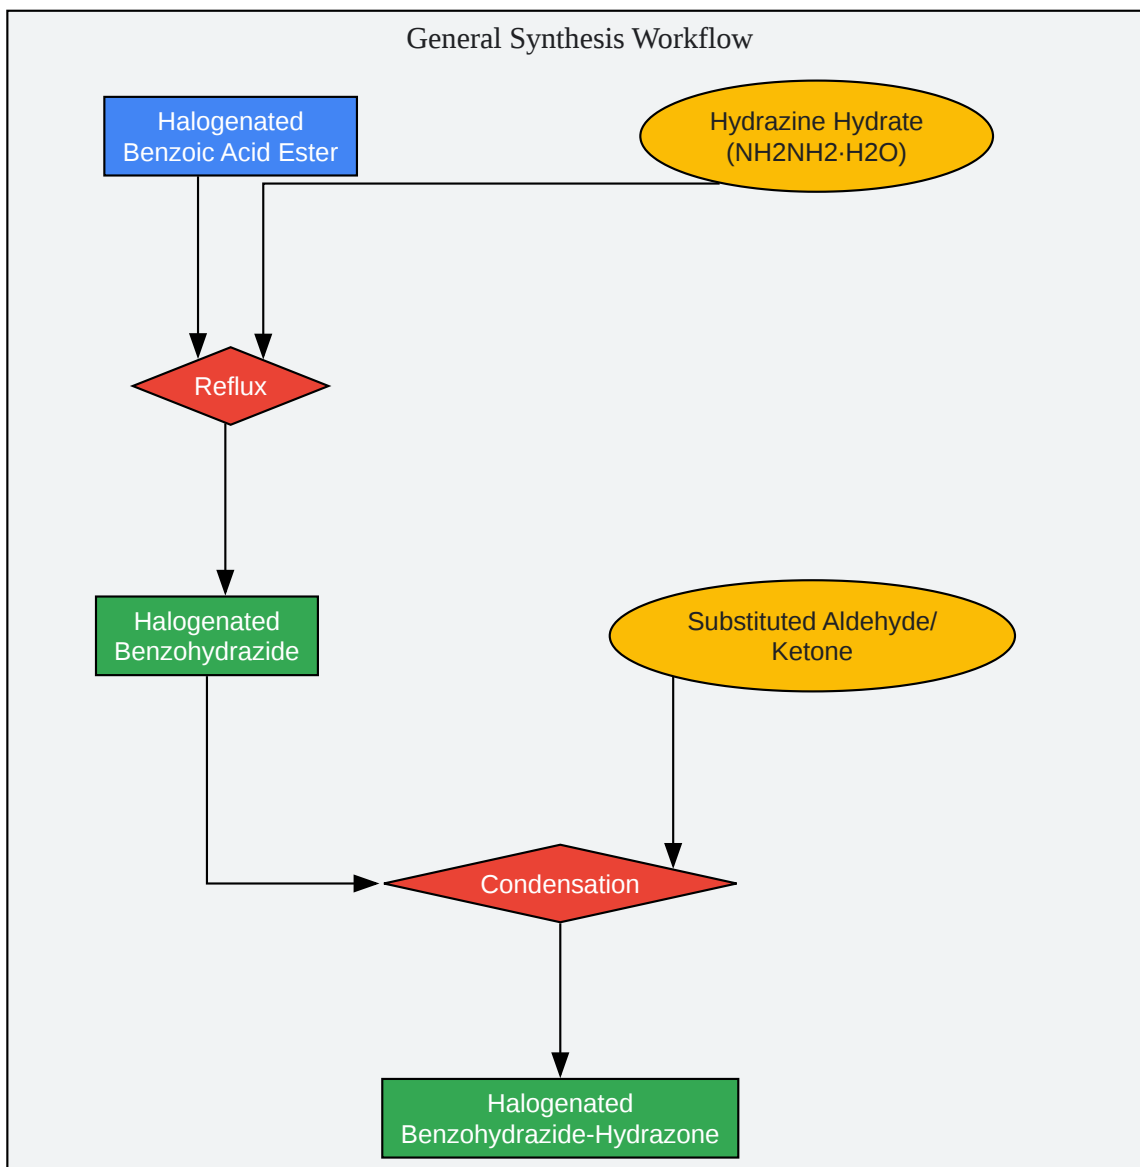 General Synthesis Workflow
Halogenated
Benzoic Acid Ester
Hydrazine Hydrate
(NH2NH2·H2O)
Reflux
Halogenated
Benzohydrazide
Substituted Aldehyde/
Ketone
Condensation
Halogenated
Benzohydrazide-Hydrazone